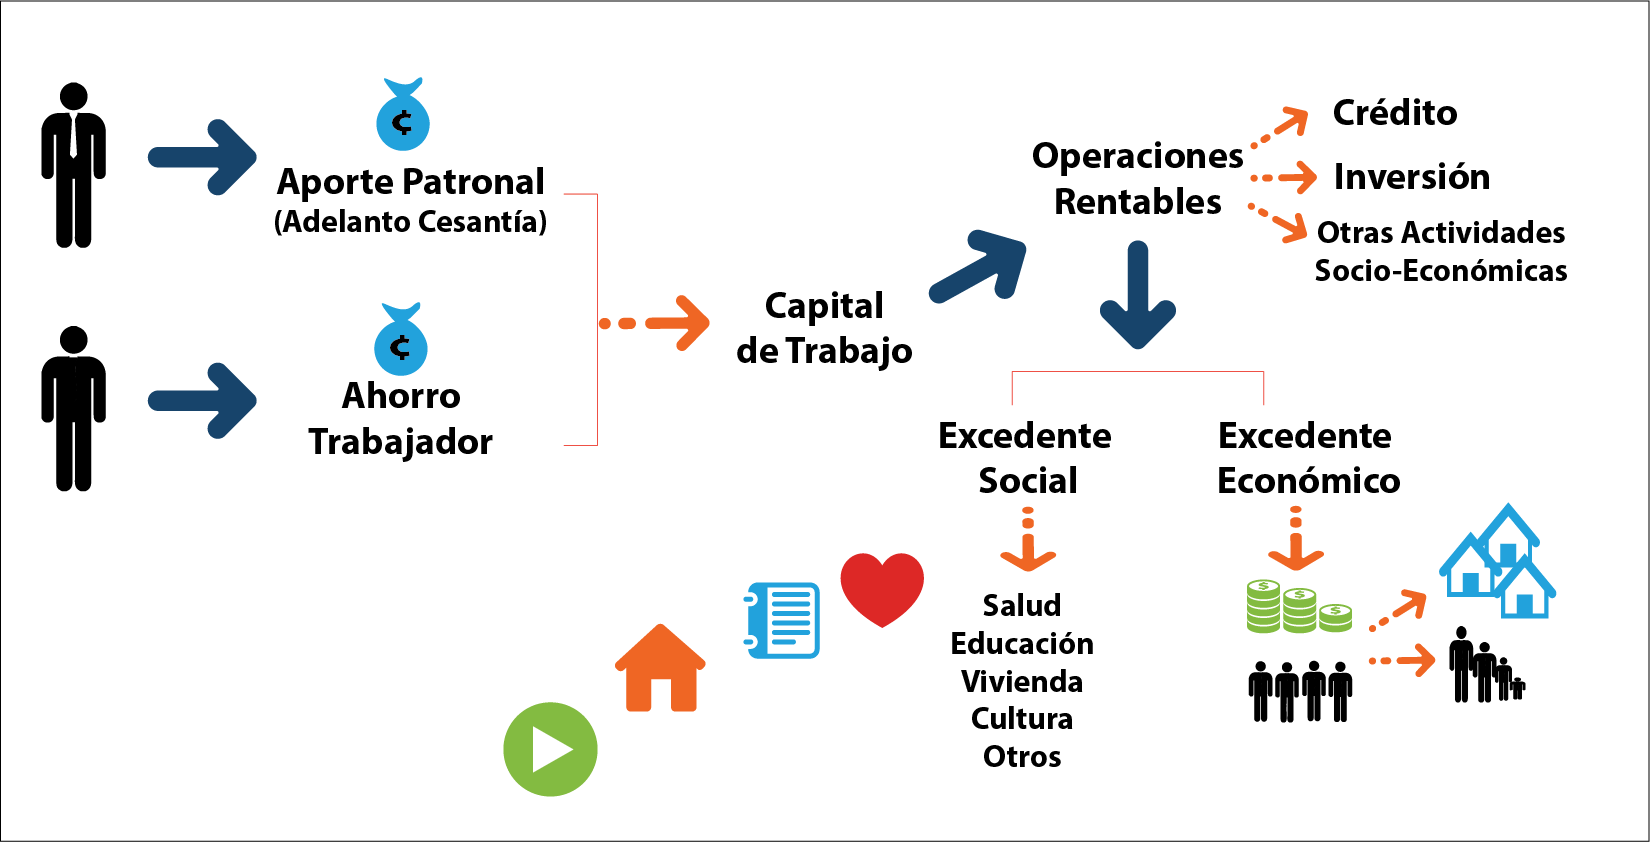 ¢
Aporte Patronal
(Adelanto Cesantía)
¢
Ahorro
Trabajador
Capital
de Trabajo
Operaciones
Rentables
Crédito
Inversión
Otras Actividades
Socio-Económicas
Excedente
Social
Excedente
Económico
Salud
Educación
Vivienda
Cultura
Otros
$
$
$